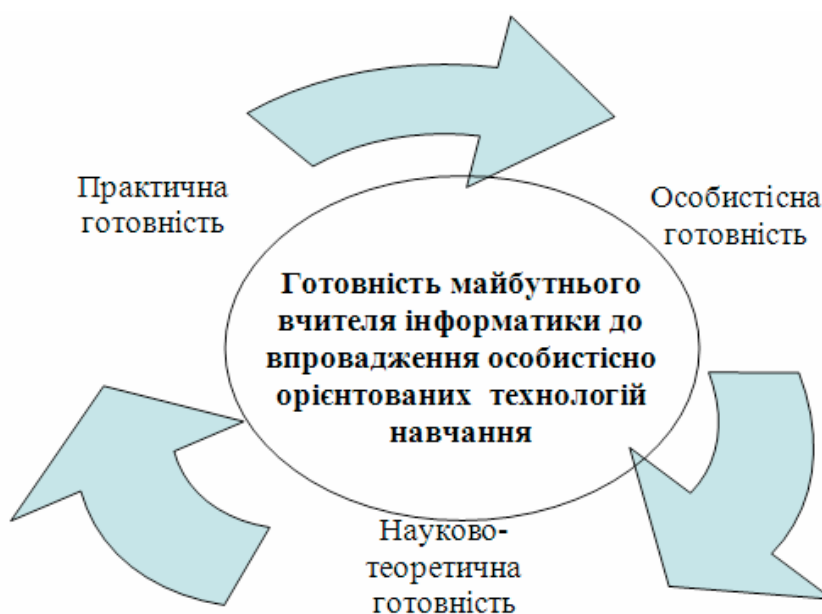 Практична
готовність
Особистісна
готовність
Готовність майбутнього
вчителя інформатики до
впровадження особистісно
орієнтованих технологій
навчання
Науково-
теоретична
готовність